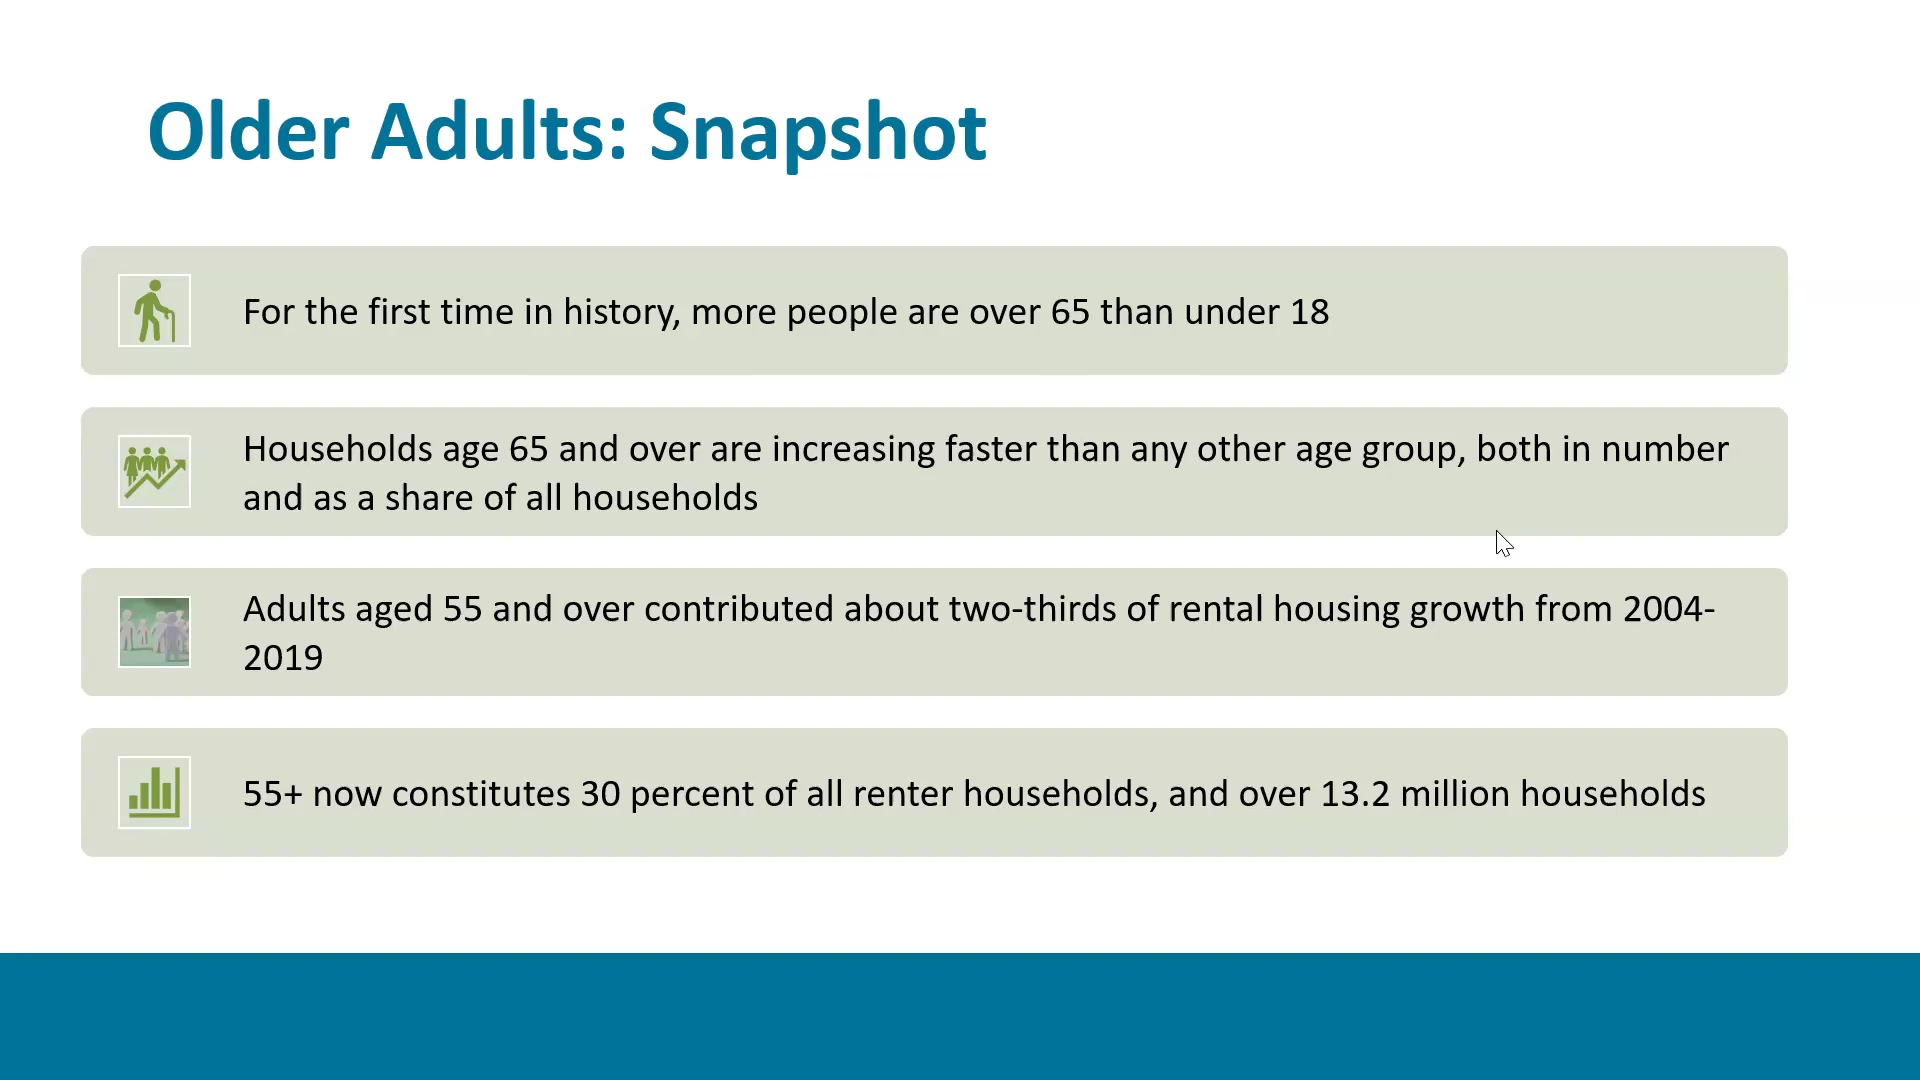 Older Adults: Snapshot
For the first time in history, more people are over 65 than under 18
Households age 65 and over are increasing faster than any other age group, both in number
and as a share of all households
Adults aged 55 and over contributed about two-thirds of rental housing growth from 2004-
2019
55+ now constitutes 30 percent of all renter households, and over 13.2 million households